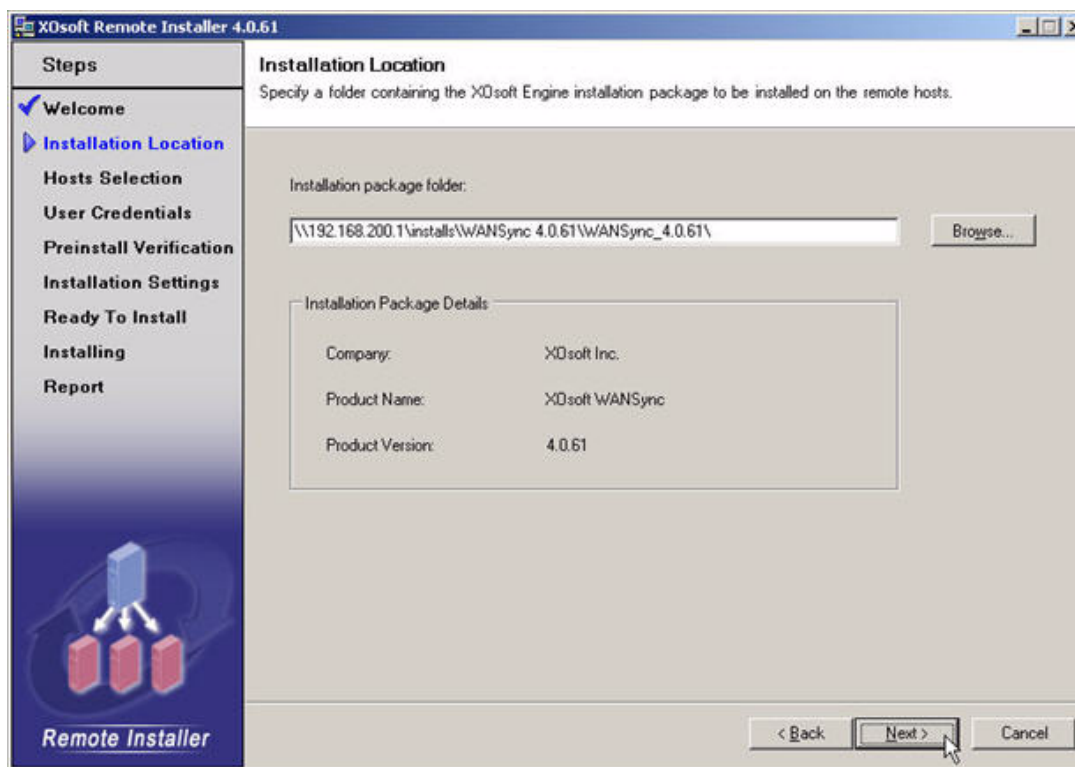 XOsoft Remote Installer 4.0.61
Steps
Welcome
Installation Location
Hosts Selection
User Credentials
Preinstall Verification
Installation Settings
Ready To Install
Installing
Report
Remote Installer
Installation Location
Specify a folder containing the XOsoft Engine installation package to be installed on the remote hosts.
Installation package folder:
\\192.168.200.1\installs\WANSync 4.0.61\WANSync_4.0.61\
Browse...
Installation Package Details
Company: XOsoft Inc.
Product Name: XOsoft WANSync
Product Version: 4.0.61
< Back Next > Cancel